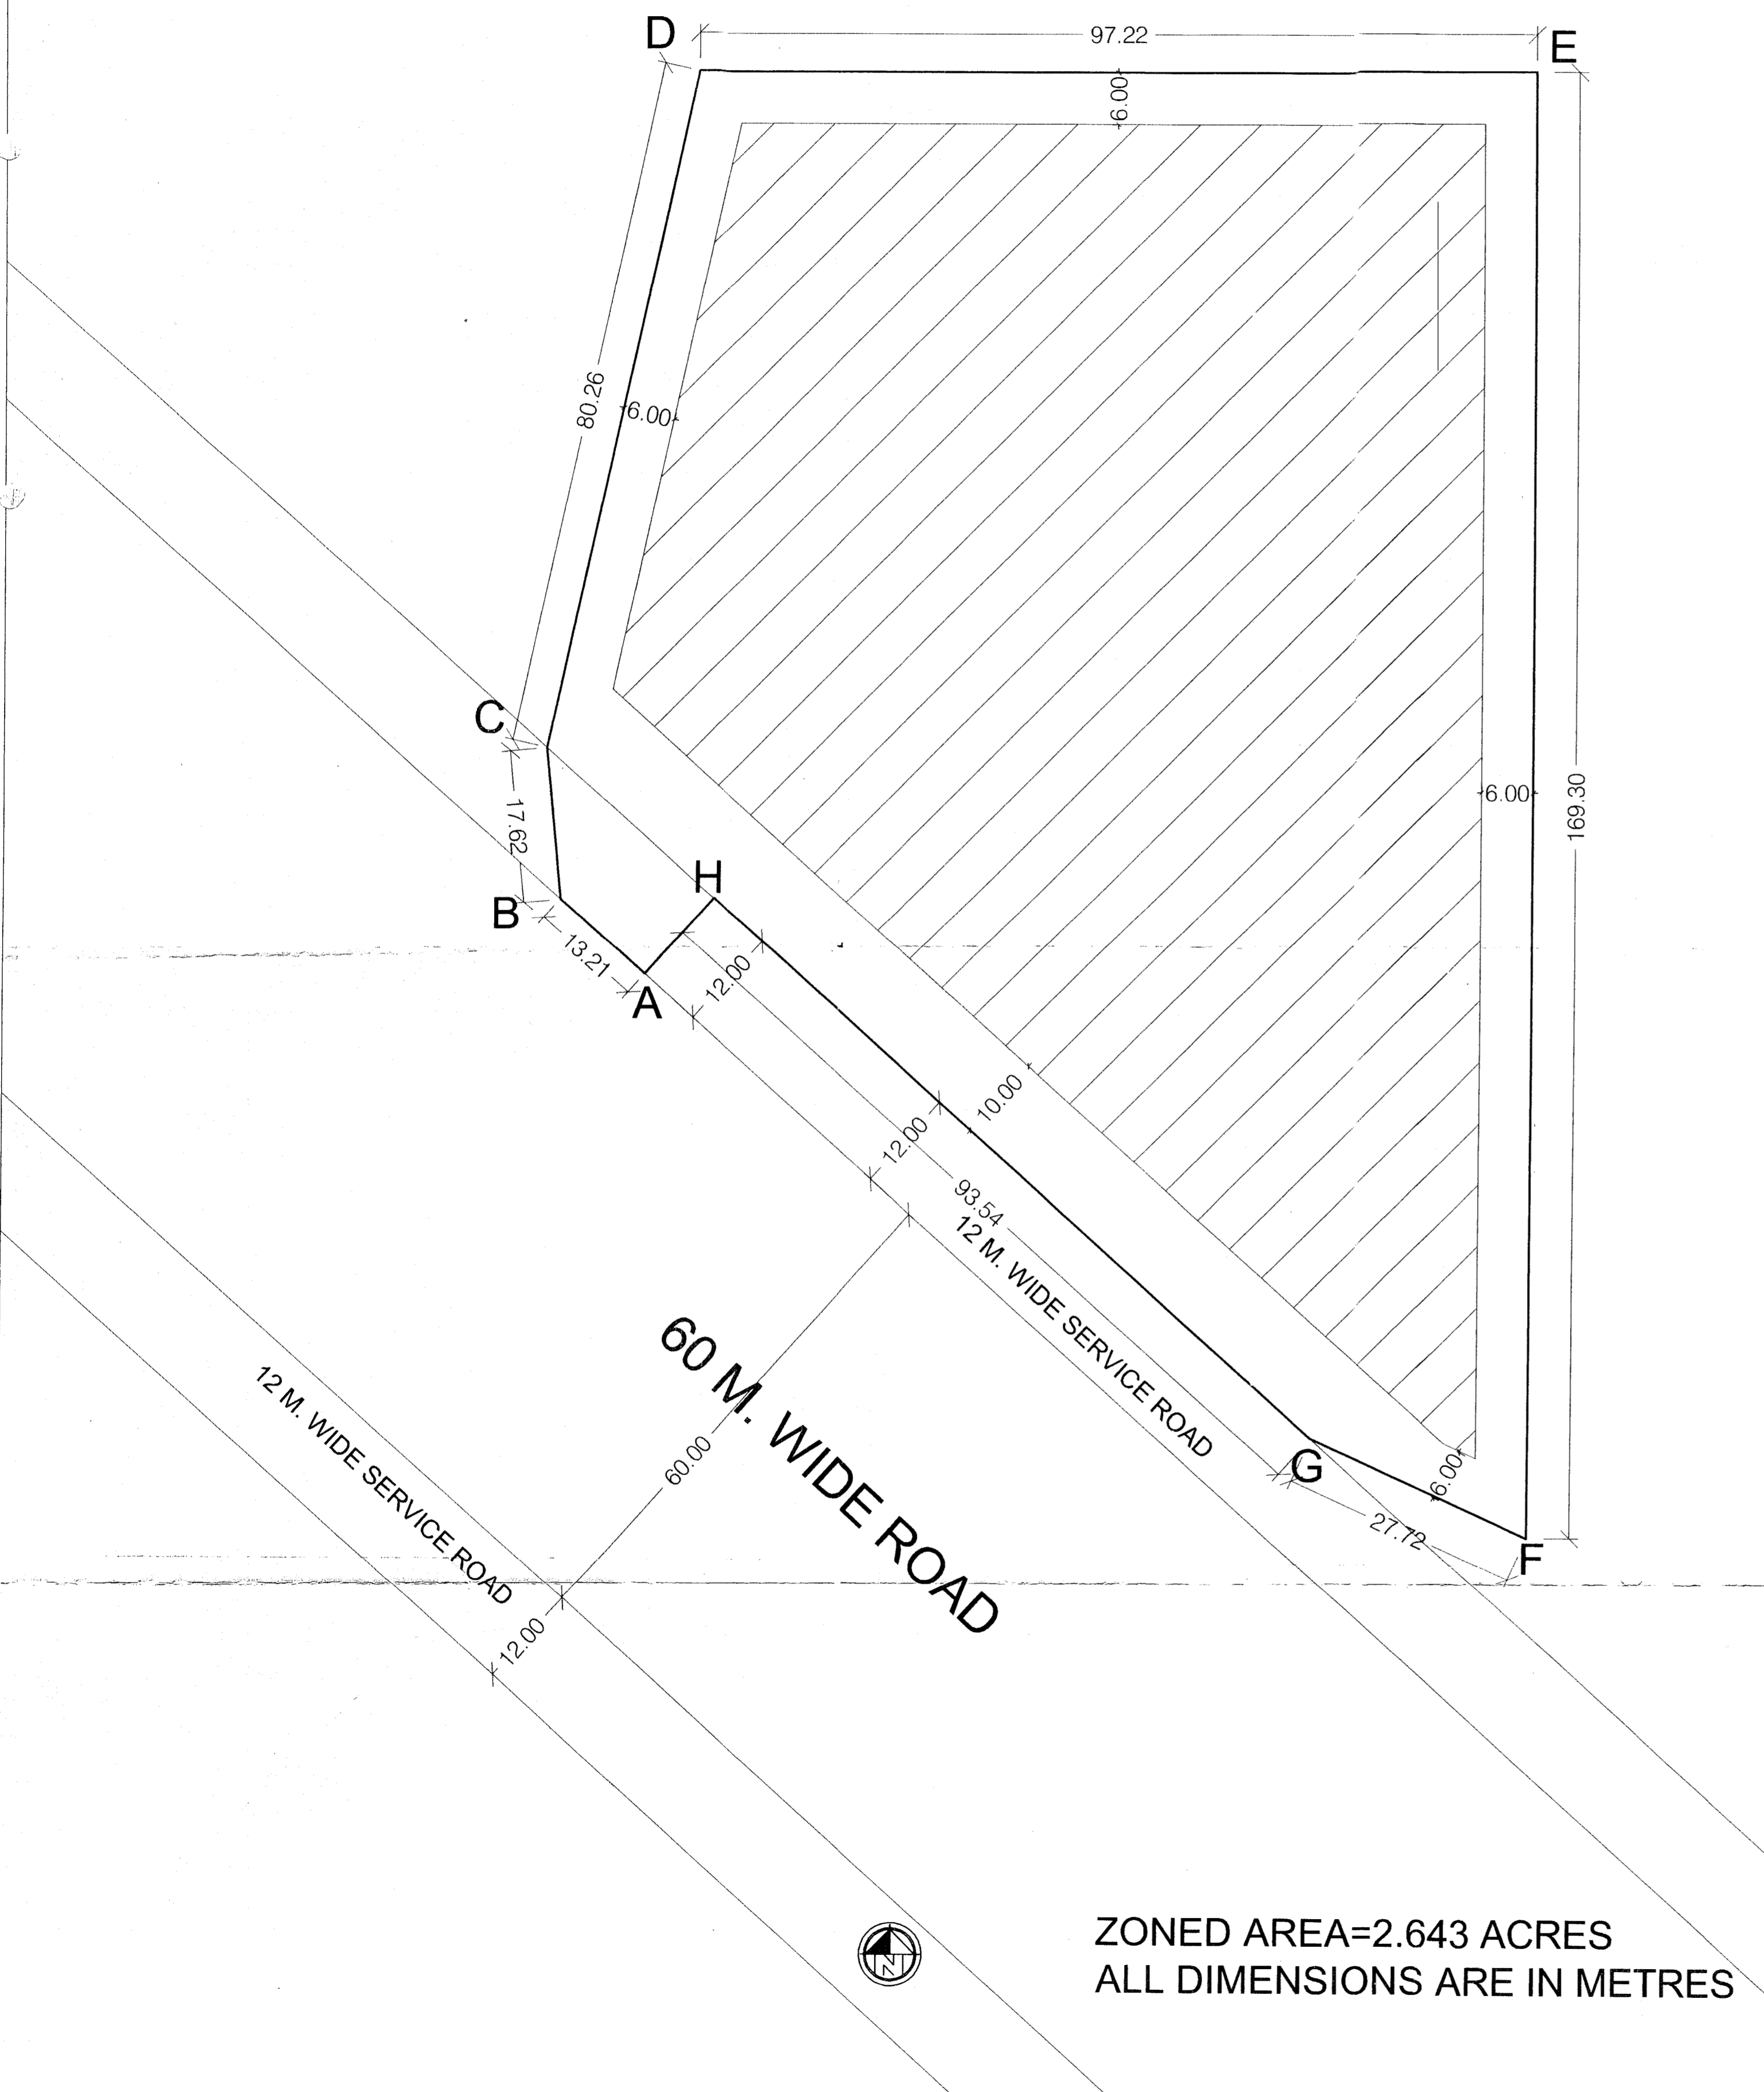 D
97.22
E
6.00
80.26
6.00
C
17.62
H
B
13.21
A
12.00
6.00
169.30
10.00
12.00
93.54
12 M. WIDE SERVICE ROAD
60 M. WIDE ROAD
60.00
12 M. WIDE SERVICE ROAD
12.00
G
6.00
27.72
F
N
ZONED AREA=2.643 ACRES
ALL DIMENSIONS ARE IN METRES